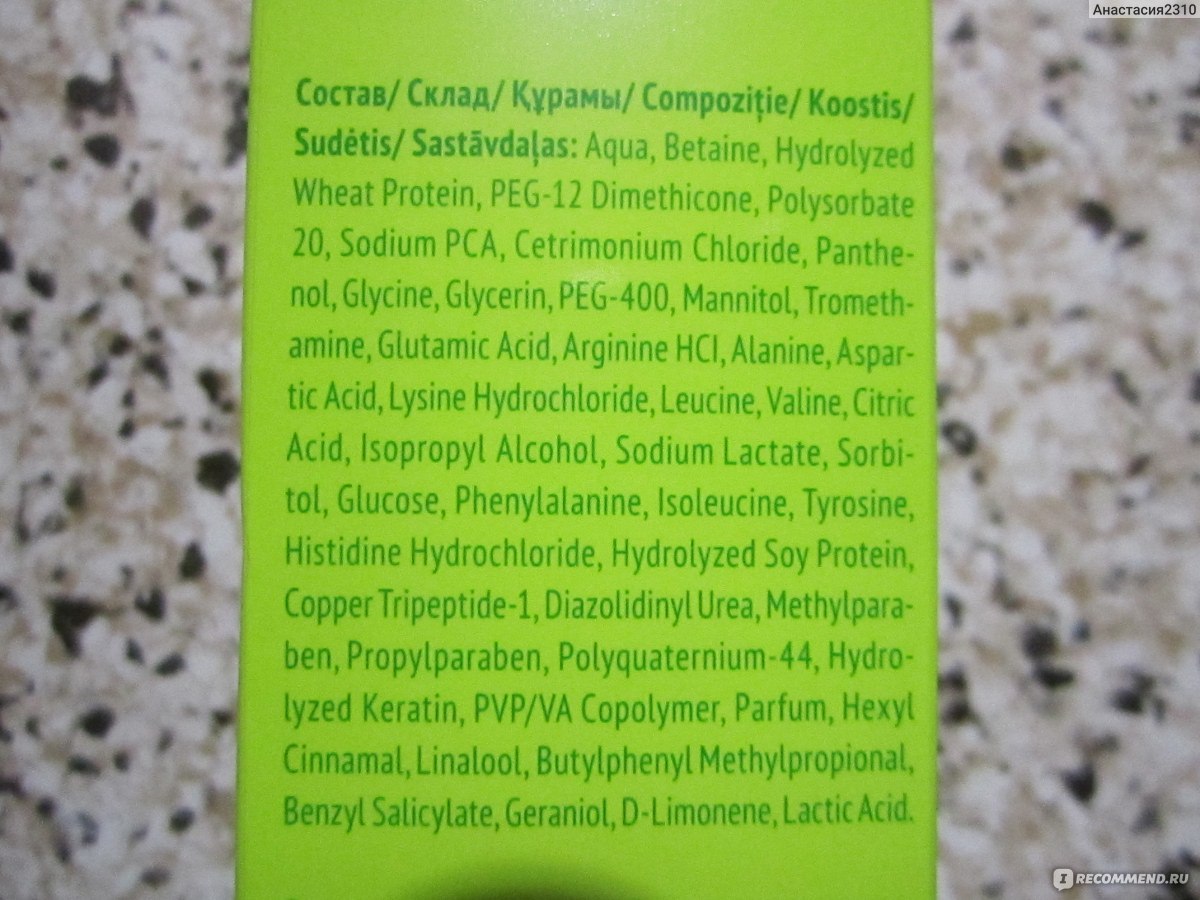 Анастасия2310
Состав/ Склад/ Құрамы/ Compoziție/ Koostis/
Sudėtis/ Sastāvdaļas: Aqua, Betaine, Hydrolyzed
Wheat Protein, PEG-12 Dimethicone, Polysorbate
20, Sodium PCA, Cetrimonium Chloride, Panthe-
nol, Glycine, Glycerin, PEG-400, Mannitol, Trometh-
amine, Glutamic Acid, Arginine HCl, Alanine, Aspar-
tic Acid, Lysine Hydrochloride, Leucine, Valine, Citric
Acid, Isopropyl Alcohol, Sodium Lactate, Sorbi-
tol, Glucose, Phenylalanine, Isoleucine, Tyrosine,
Histidine Hydrochloride, Hydrolyzed Soy Protein,
Copper Tripeptide-1, Diazolidinyl Urea, Methylpara-
ben, Propylparaben, Polyquaternium-44, Hydro-
lyzed Keratin, PVP/VA Copolymer, Parfum, Hexyl
Cinnamal, Linalool, Butylphenyl Methylpropional,
Benzyl Salicylate, Geraniol, D-Limonene, Lactic Acid.
IRECOMMEND.RU